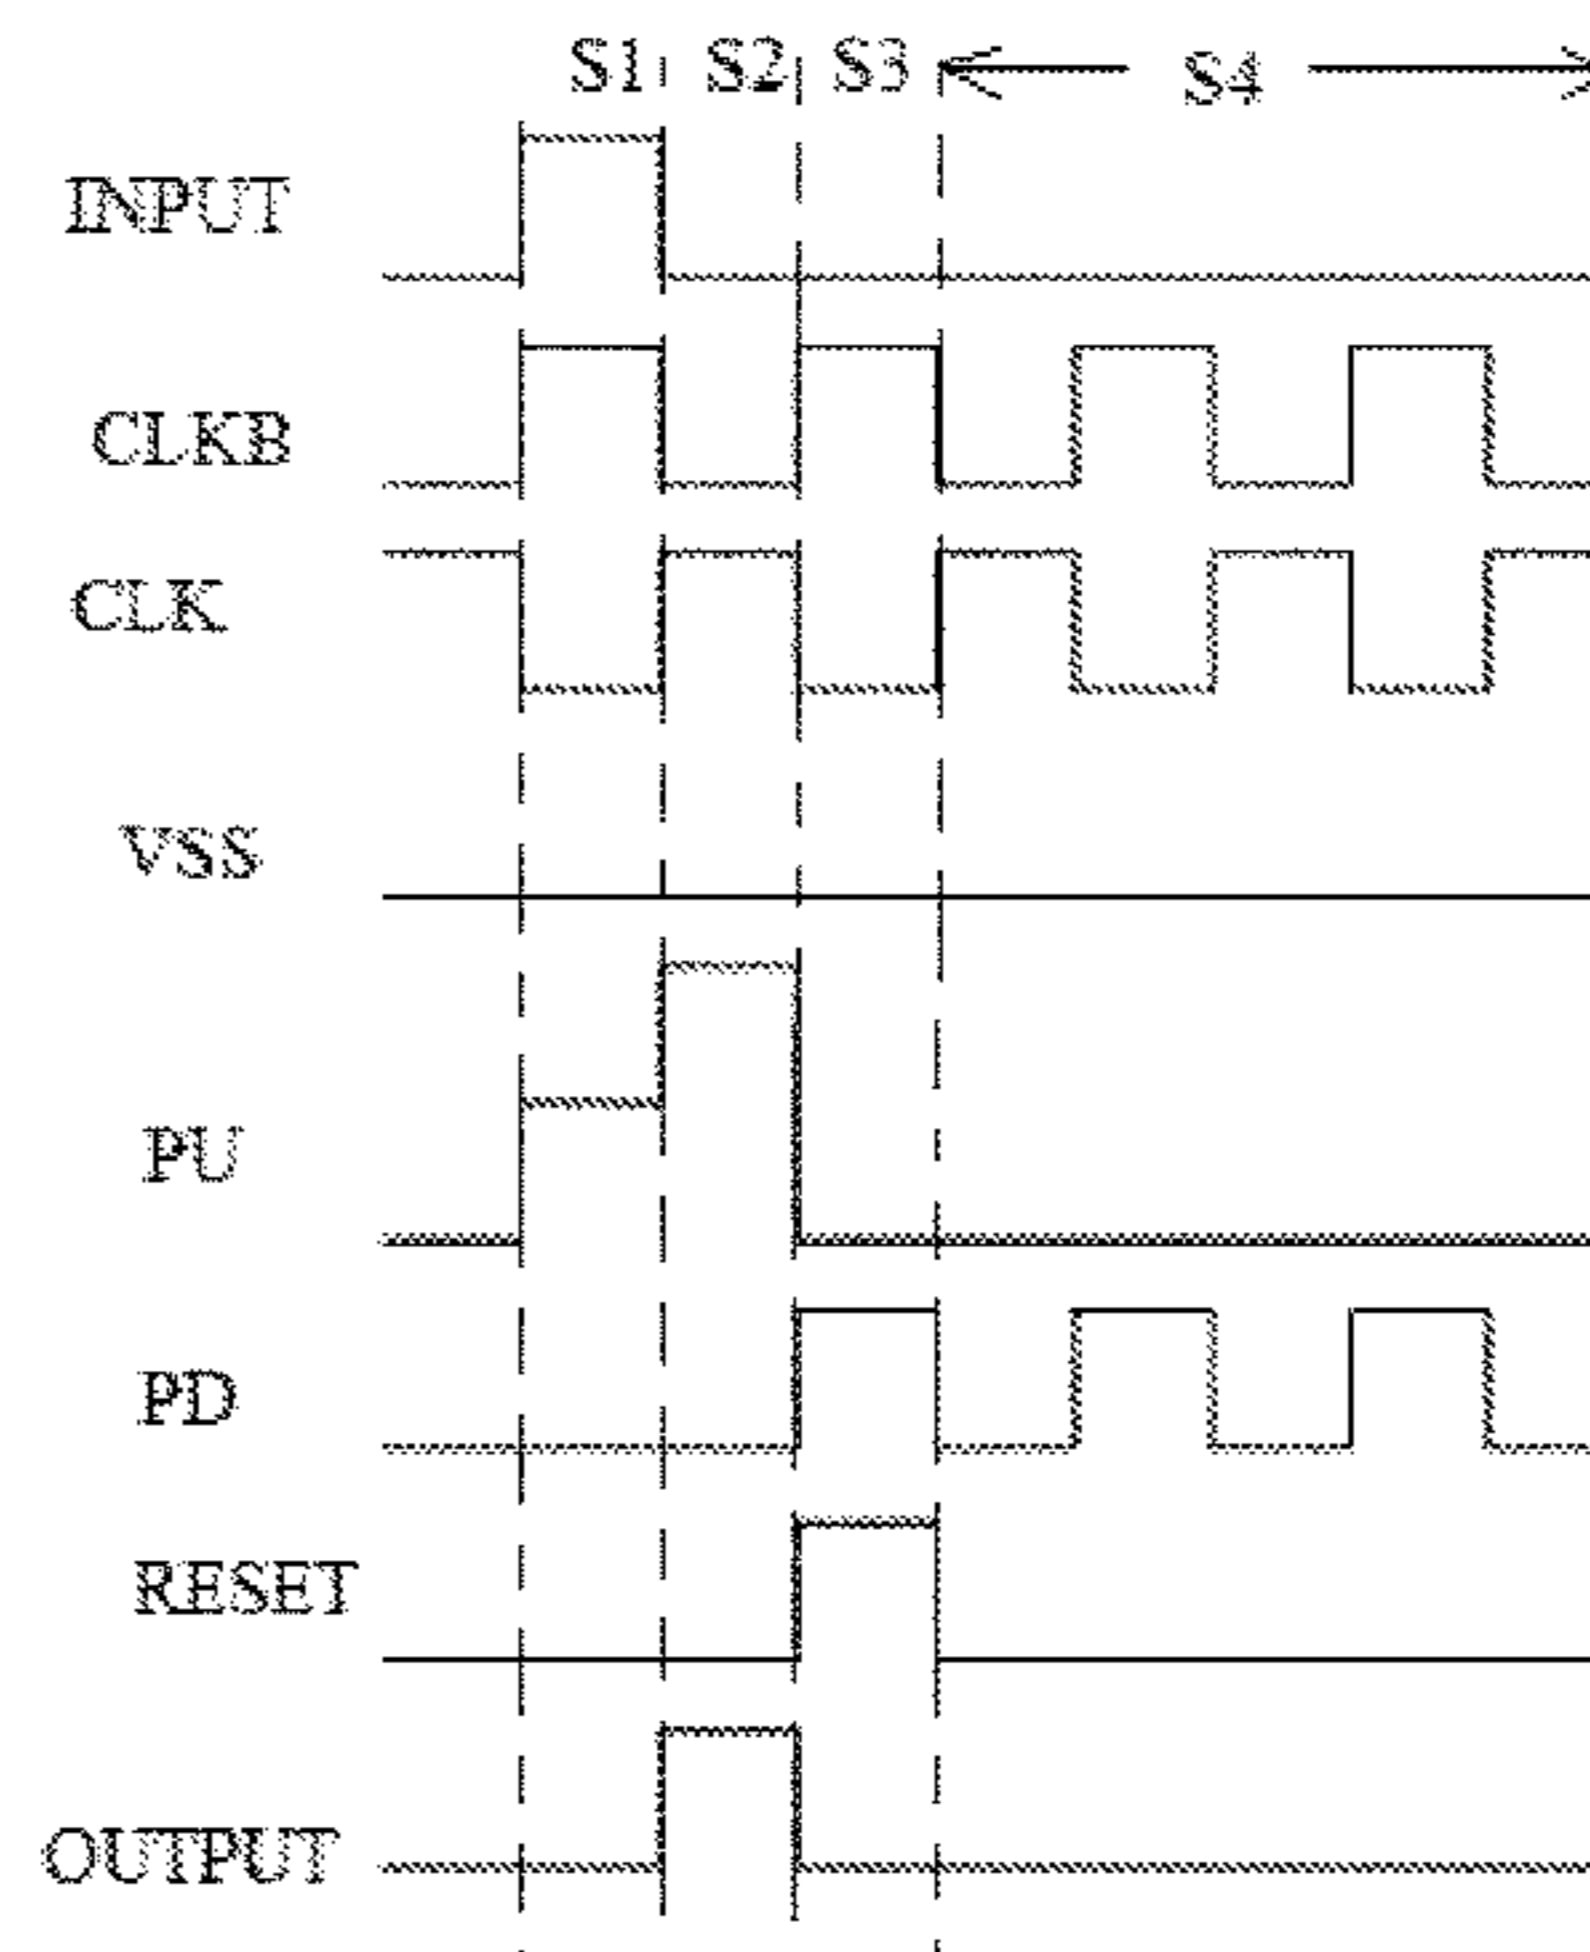 S1 S2 S3 S4
INPUT
CLKB
CLK
VSS
PU
PD
RESET
OUTPUT